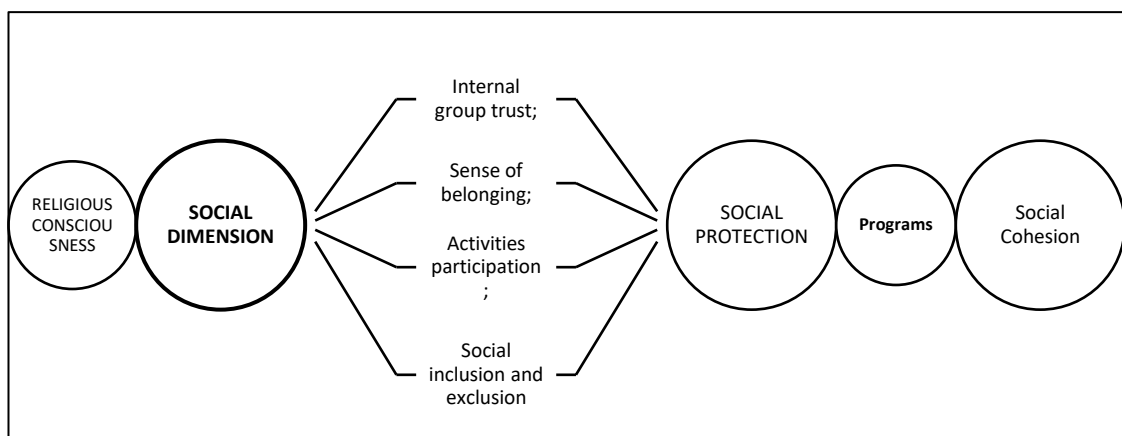 RELIGIOUS
CONSCIOU
SNESS
SOCIAL
DIMENSION
Internal
group trust;
Sense of
belonging;
Activities
participation
;
Social
inclusion and
exclusion
SOCIAL
PROTECTION
Programs
Social
Cohesion